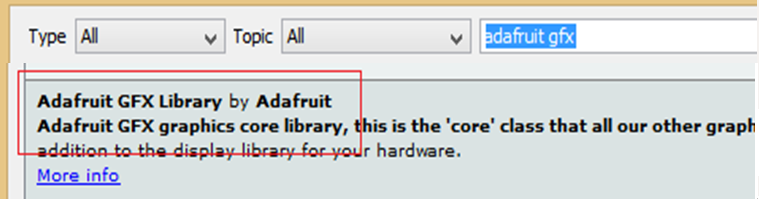 Type All Topic All adafruit gfx
Adafruit GFX Library by Adafruit
Adafruit GFX graphics core library, this is the 'core' class that all our other graph
addition to the display library for your hardware.
More info